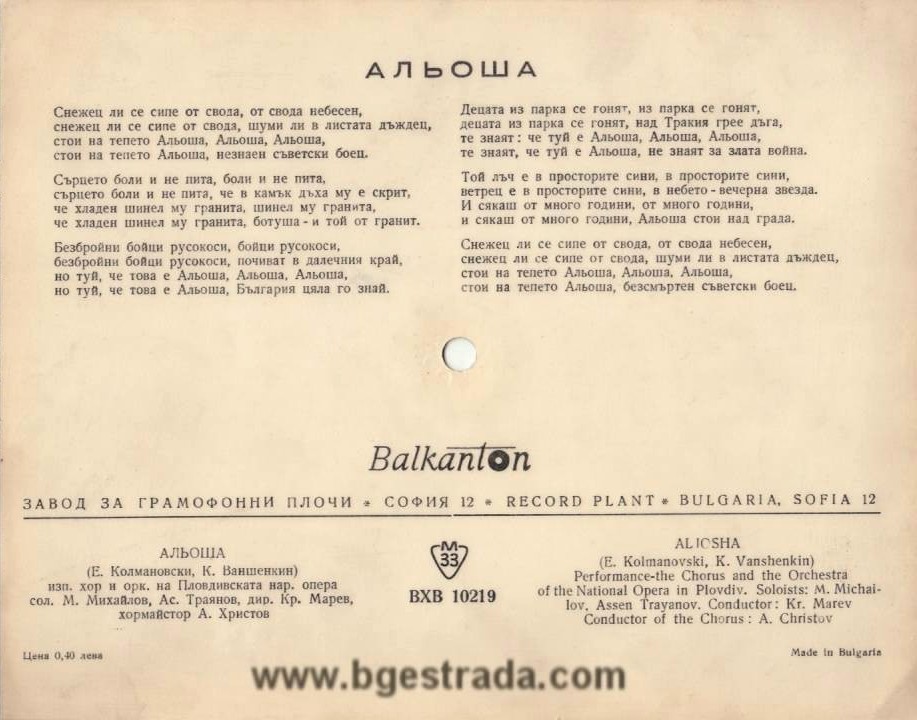 АЛЬОША
Снежец ли се сипе от свода, от свода небесен,
снежец ли се сипе от свода, шуми ли в листата дъждец,
стои на тепето Альоша, Альоша, Альоша,
стои на тепето Альоша, незнаен съветски боец.
Сърцето боли и не пита, боли и не пита,
сърцето боли и не пита, че в камък дъха му е скрит,
че хладен шинел му гранита, шинел му гранита,
че хладен шинел му гранита, ботуша - и той от гранит.
Безбройни бойци русокоси, бойци русокоси,
безбройни бойци русокоси, почиват в далечния край,
но туй, че това е Альоша, Альоша, Альоша,
но туй, че това е Альоша, България цяла го знай.
Децата из парка се гонят, из парка се гонят,
децата из парка се гонят, над Тракия грее дъга,
те знаят: че туй е Альоша, Альоша, Альоша,
те знаят, че туй е Альоша, не знаят за злата война.
Той лъч е в просторите сини, в просторите сини,
ветрец е в просторите сини, в небето - вечерна звезда.
И сякаш от много години, от много години,
и сякаш от много години, Альоша стои над града.
Снежец ли се сипе от свода, от свода небесен,
снежец ли се сипе от свода, шуми ли в листата дъждец,
стои на тепето Альоша, Альоша, Альоша,
стои на тепето Альоша, безсмъртен съветски боец.
Balkanton
ЗАВОД ЗА ГРАМОФОННИ ПЛОЧИ * СОФИЯ 12 * RECORD PLANT * BULGARIA, SOFIA 12
АЛЬОША
(Е. Колмановски, К. Ваншенкин)
изп. хор и орк. на Пловдивската нар. опера
сол. М. Михайлов, Ас. Траянов, дир. Кр. Марев,
хормайстор А. Христов
M
33
ВХВ 10219
ALIOSHA
(E. Kolmanovski, K. Vanshenkin)
Performance-the Chorus and the Orchestra
of the National Opera in Plovdiv. Soloists: M. Michai-
lov. Assen Trayanov. Conductor: Kr. Marev
Conductor of the Chorus: A. Christov
Цена 0,40 лева
Made in Bulgaria
www.bgestrada.com